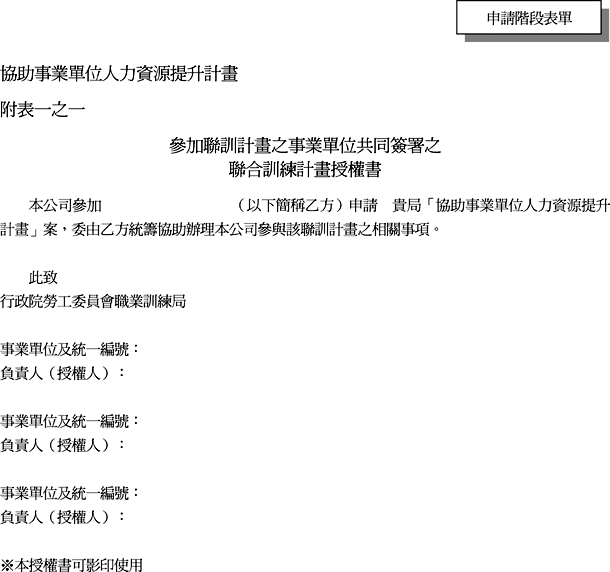 申請階段表單
協助事業單位人力資源提升計畫
附表一之一
參加聯訓計畫之事業單位共同簽署之
聯合訓練計畫授權書
本公司參加　　　　　　　　　（以下簡稱乙方）申請　貴局「協助事業單位人力資源提升
計畫」案，委由乙方統籌協助辦理本公司參與該聯訓計畫之相關事項。
此致
行政院勞工委員會職業訓練局
事業單位及統一編號：
負責人（授權人）：
事業單位及統一編號：
負責人（授權人）：
事業單位及統一編號：
負責人（授權人）：
※本授權書可影印使用